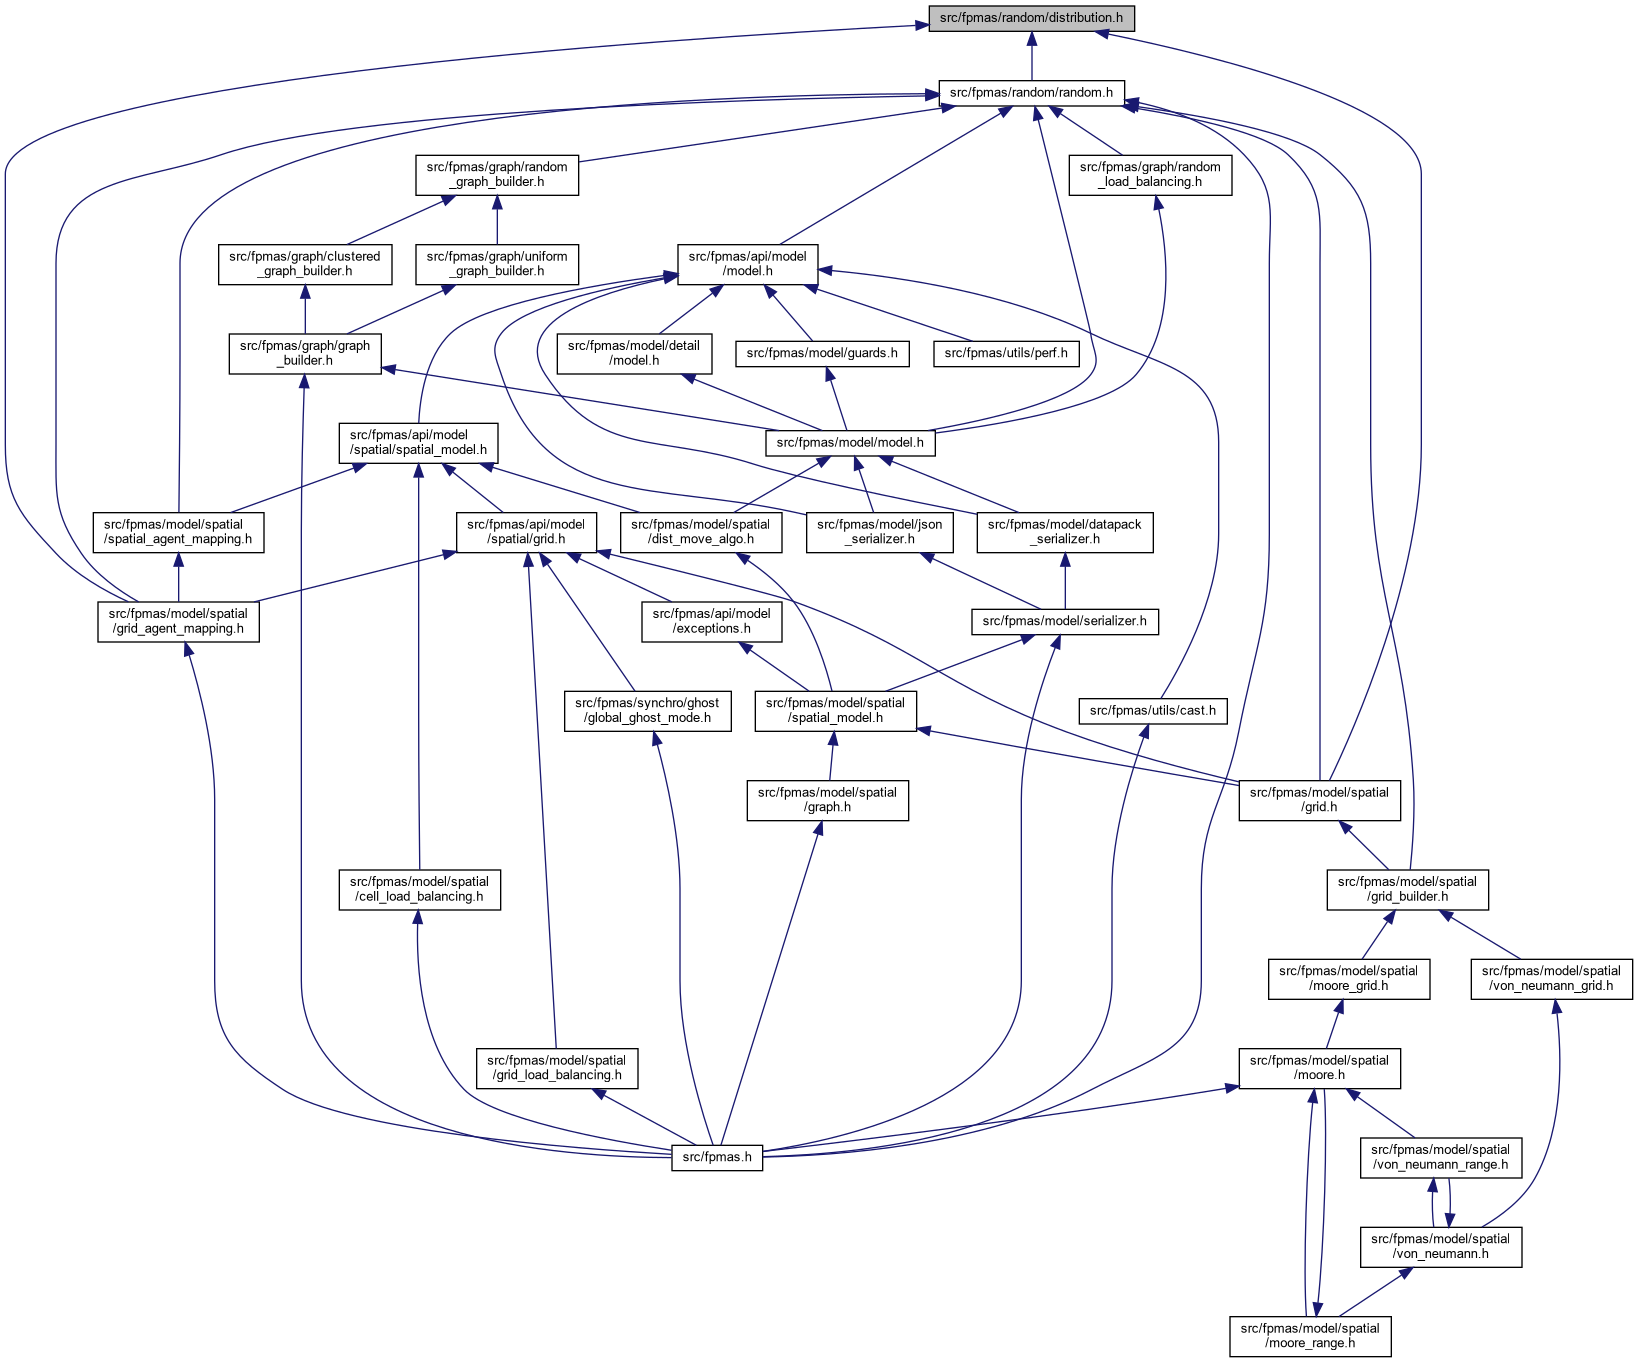 src/fpmas/random/distribution.h
src/fpmas/random/random.h
src/fpmas/graph/random
_graph_builder.h
src/fpmas/graph/random
_load_balancing.h
src/fpmas/graph/clustered
_graph_builder.h
src/fpmas/graph/uniform
_graph_builder.h
src/fpmas/api/model
/model.h
src/fpmas/graph/graph
_builder.h
src/fpmas/model/detail
/model.h
src/fpmas/model/guards.h
src/fpmas/utils/perf.h
src/fpmas/api/model
/spatial/spatial_model.h
src/fpmas/model/model.h
src/fpmas/model/spatial
/spatial_agent_mapping.h
src/fpmas/api/model
/spatial/grid.h
src/fpmas/model/spatial
/dist_move_algo.h
src/fpmas/model/json
_serializer.h
src/fpmas/model/datapack
_serializer.h
src/fpmas/model/spatial
/grid_agent_mapping.h
src/fpmas/api/model
/exceptions.h
src/fpmas/model/serializer.h
src/fpmas/synchro/ghost
/global_ghost_mode.h
src/fpmas/model/spatial
/spatial_model.h
src/fpmas/utils/cast.h
src/fpmas/model/spatial
/graph.h
src/fpmas/model/spatial
/grid.h
src/fpmas/model/spatial
/cell_load_balancing.h
src/fpmas/model/spatial
/grid_builder.h
src/fpmas/model/spatial
/moore_grid.h
src/fpmas/model/spatial
/von_neumann_grid.h
src/fpmas/model/spatial
/grid_load_balancing.h
src/fpmas/model/spatial
/moore.h
src/fpmas.h
src/fpmas/model/spatial
/von_neumann_range.h
src/fpmas/model/spatial
/von_neumann.h
src/fpmas/model/spatial
/moore_range.h